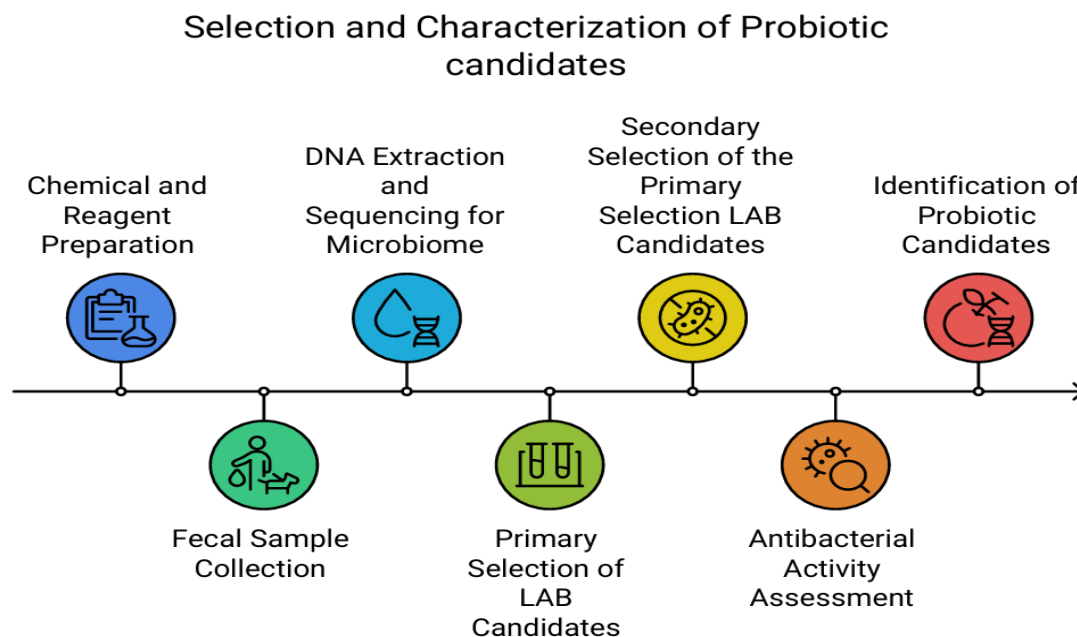 Selection and Characterization of Probiotic
candidates
Chemical and
Reagent
Preparation
Fecal Sample
Collection
DNA Extraction
and
Sequencing for
Microbiome
Primary
Selection of
LAB
Candidates
Secondary
Selection of the
Primary
Selection LAB
Candidates
Antibacterial
Activity
Assessment
Identification of
Probiotic
Candidates